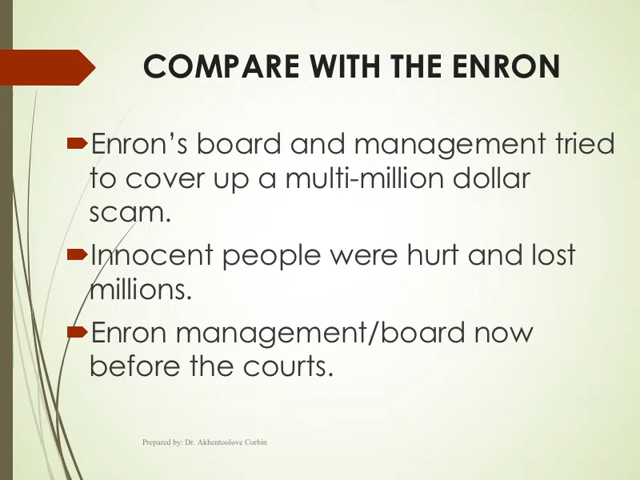 COMPARE WITH THE ENRON
Enron’s board and management tried
to cover up a multi-million dollar
scam.
Innocent people were hurt and lost
millions.
Enron management/board now
before the courts.
Prepared by: Dr. Akhentoolove Corbin